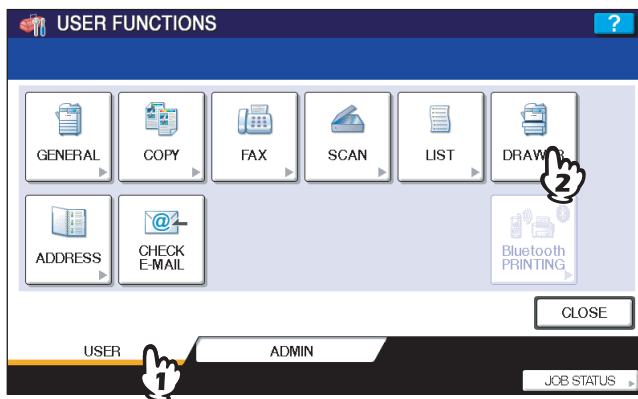 USER FUNCTIONS
?
GENERAL
COPY
FAX
SCAN
LIST
DRAWER
2
ADDRESS
@
CHECK
E-MAIL
Bluetooth
PRINTING
CLOSE
USER
1
ADMIN
JOB STATUS